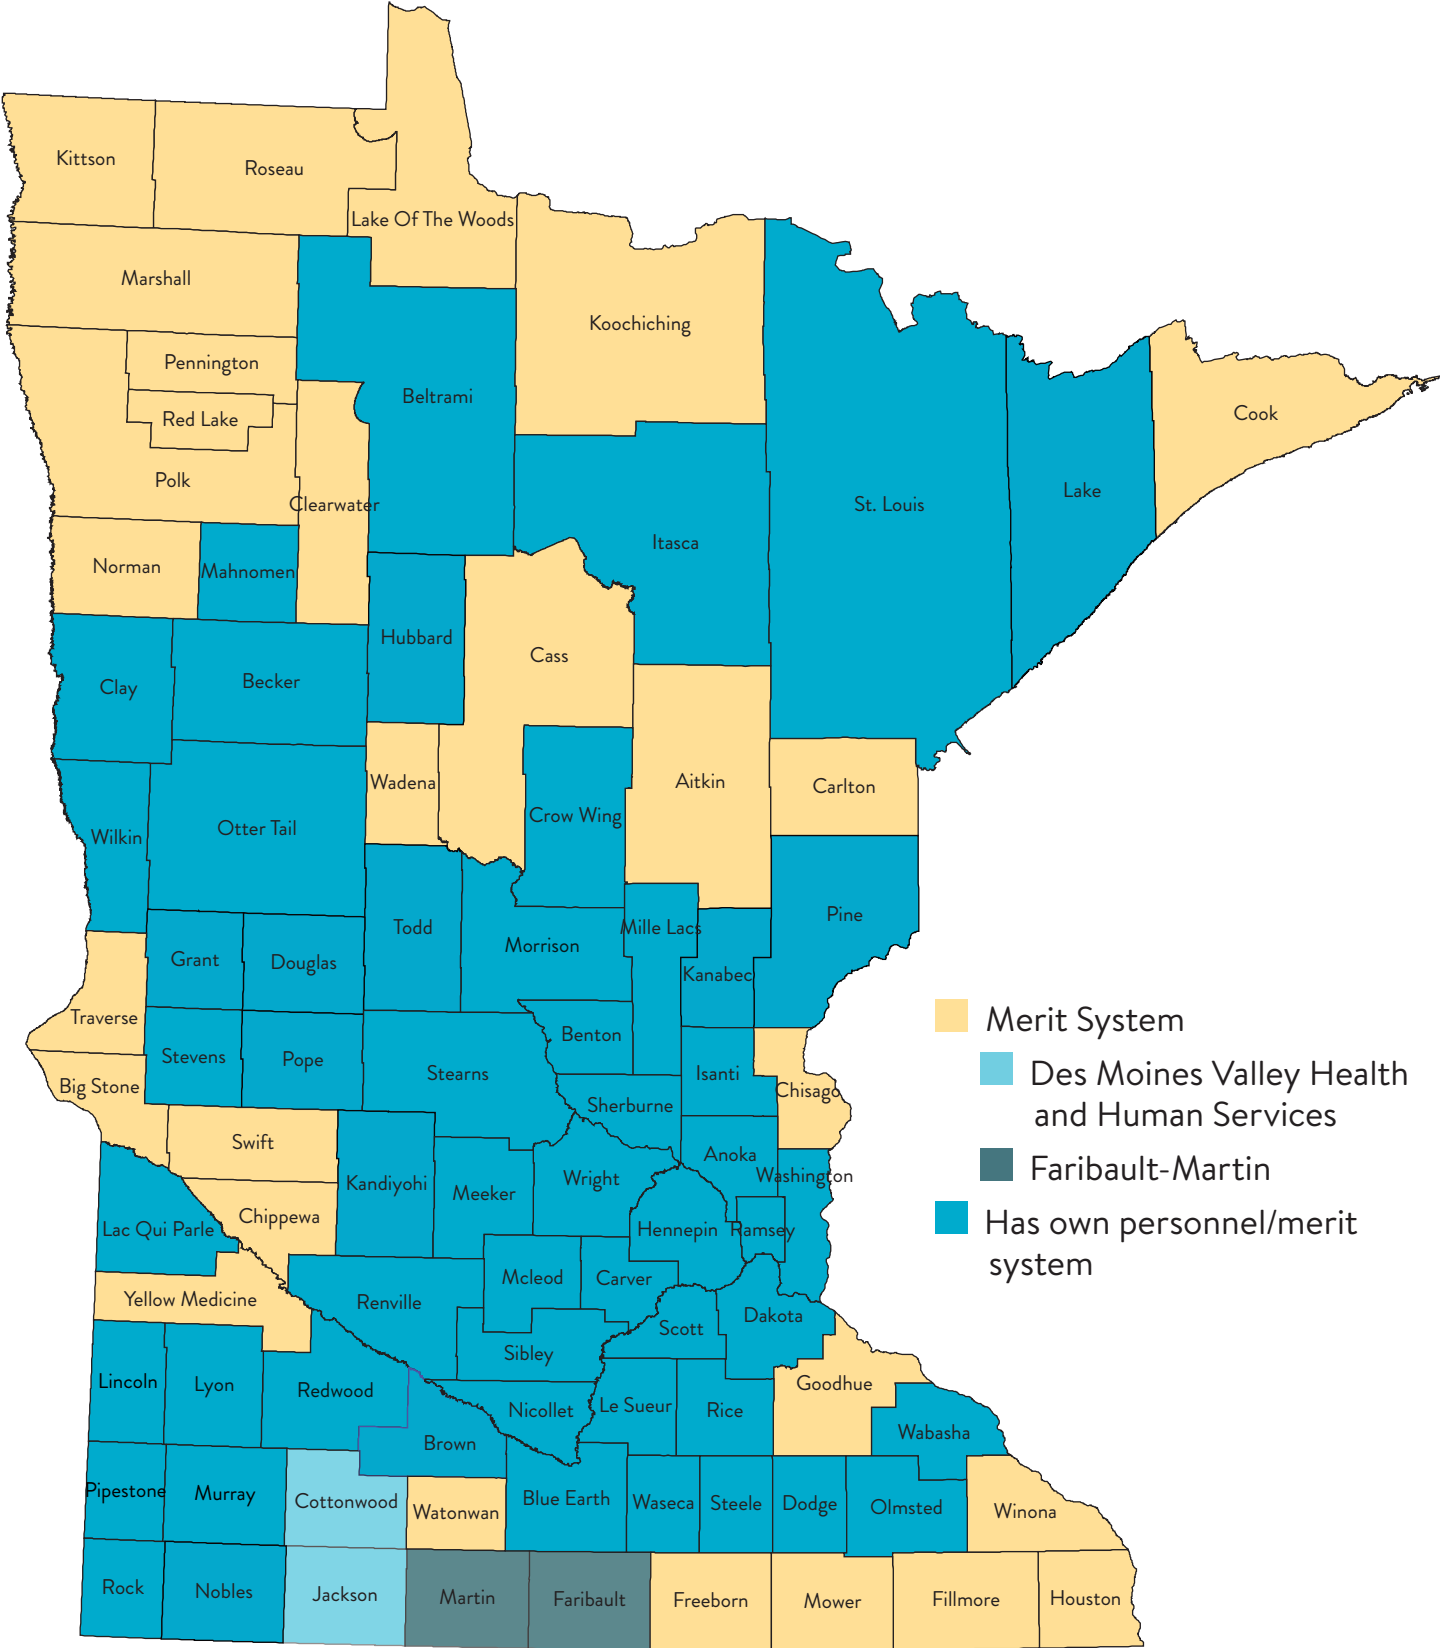 Kittson
Roseau
Lake Of The Woods
Marshall
Koochiching
Pennington
Beltrami
Red Lake
Cook
Polk
Lake
Clearwater
St. Louis
Itasca
Norman
Mahnomen
Hubbard
Cass
Becker
Clay
Wadena
Aitkin
Carlton
Crow Wing
Otter Tail
Wilkin
Pine
Todd
Mille Lacs
Morrison
Grant
Douglas
Kanabec
Traverse
Merit System
Benton
Stevens
Pope
Stearns
Isanti
Des Moines Valley Health
and Human Services
Big Stone
Chisago
Sherburne
Swift
Anoka
Faribault-Martin
Washington
Wright
Kandiyohi
Meeker
Chippewa
Has own personnel/merit
system
Lac Qui Parle
Hennepin
Ramsey
Mcleod
Carver
Yellow Medicine
Renville
Dakota
Scott
Sibley
Lincoln
Lyon
Redwood
Goodhue
Le Sueur
Nicollet
Rice
Wabasha
Brown
Pipestone
Murray
Cottonwood
Blue Earth
Waseca
Steele
Dodge
Olmsted
Watonwan
Winona
Rock
Nobles
Jackson
Martin
Faribault
Freeborn
Mower
Fillmore
Houston